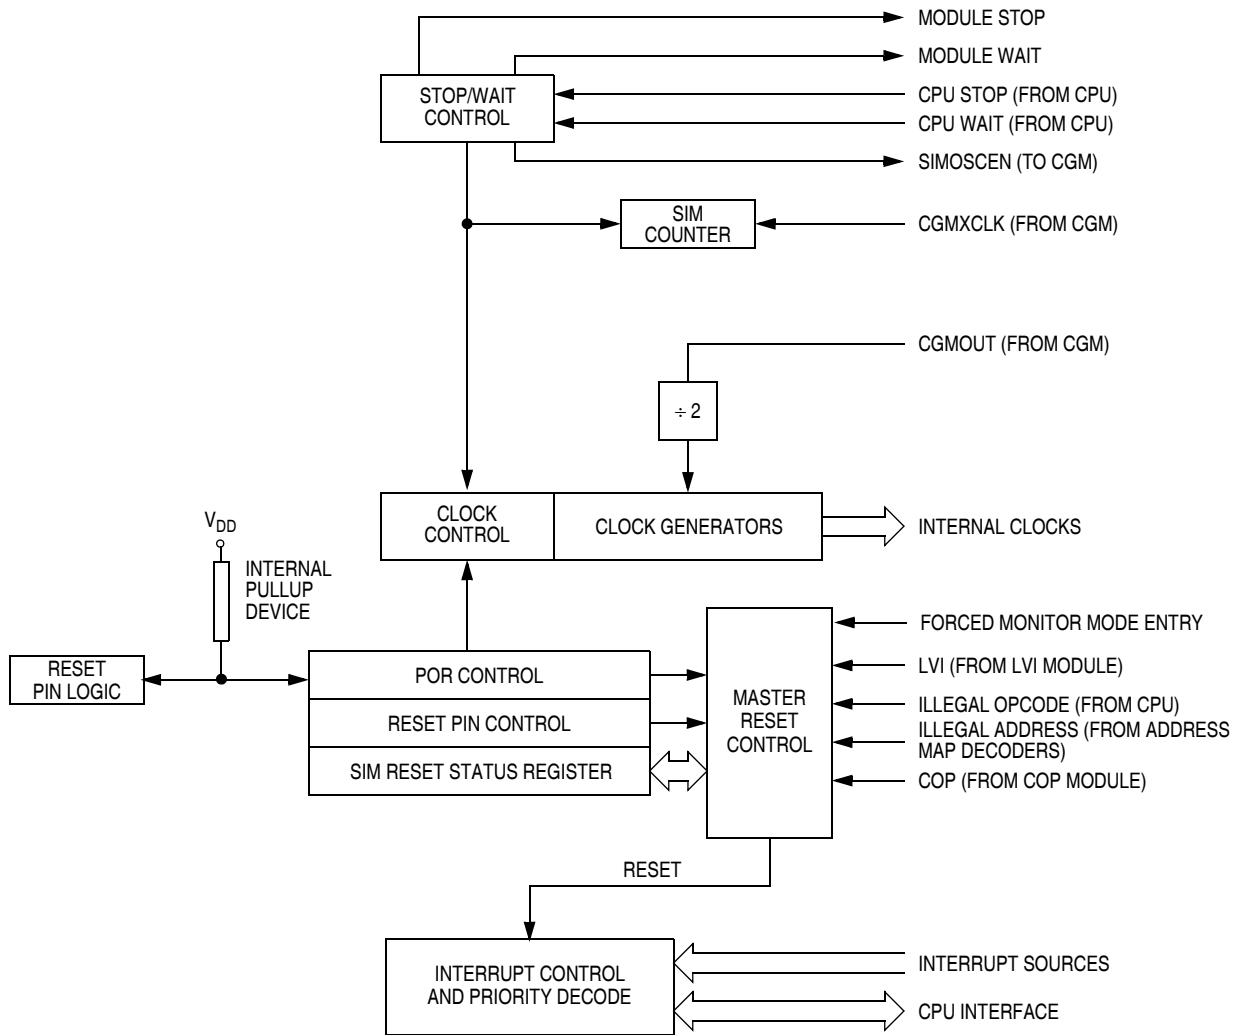 MODULE STOP
MODULE WAIT
STOP/WAIT
CONTROL
CPU STOP (FROM CPU)
CPU WAIT (FROM CPU)
SIMOSCEN (TO CGM)
SIM
COUNTER
CGMXCLK (FROM CGM)
CGMOUT (FROM CGM)
÷ 2
CLOCK
CONTROL
CLOCK GENERATORS
INTERNAL CLOCKS
VDD
INTERNAL
PULLUP
DEVICE
RESET
PIN LOGIC
POR CONTROL
RESET PIN CONTROL
SIM RESET STATUS REGISTER
MASTER
RESET
CONTROL
FORCED MONITOR MODE ENTRY
LVI (FROM LVI MODULE)
ILLEGAL OPCODE (FROM CPU)
ILLEGAL ADDRESS (FROM ADDRESS
MAP DECODERS)
COP (FROM COP MODULE)
RESET
INTERRUPT CONTROL
AND PRIORITY DECODE
INTERRUPT SOURCES
CPU INTERFACE